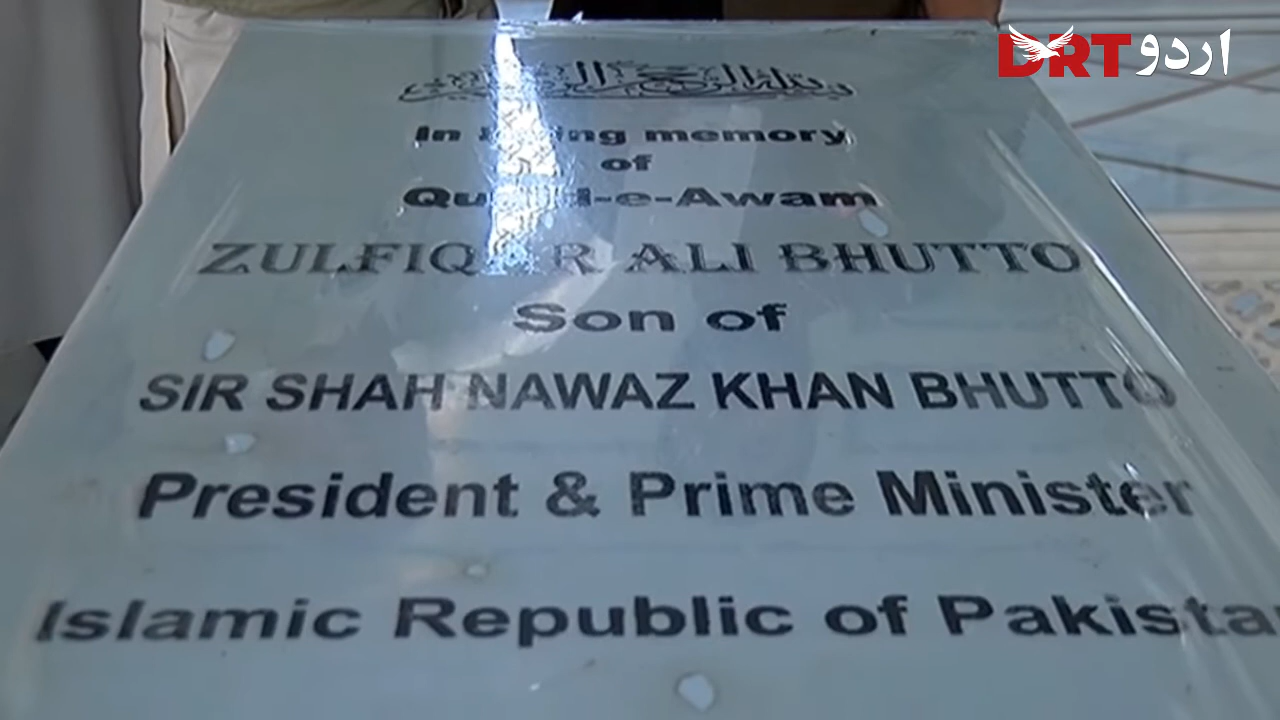 DRT اردو
In memory
of
ZULFIQ R ALI BHUTTO
Son of
SIR SHAH NAWAZ KHAN BHUTTO
President & Prime Minister
Islamic Republic of Pakista